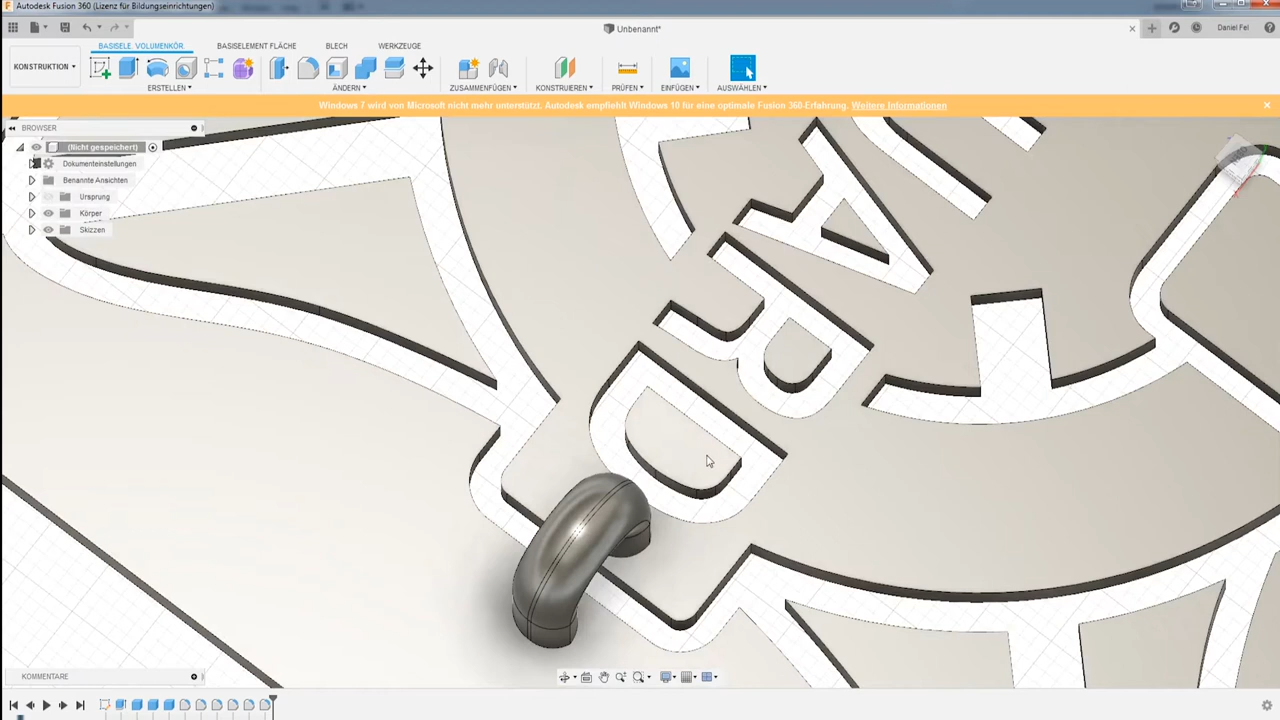 Autodesk Fusion 360 (Lizenz für Bildungseinrichtungen)
Unbenannt*
Daniel Fei
KONSTRUKTION
BASISELE. VOLUMENKÖR.
BASISELEMENT FLÄCHE
BLECH
WERKZEUGE
ERSTELLEN
ÄNDERN
ZUSAMMENFÜGEN
KONSTRUIEREN
PRÜFEN
EINFÜGEN
AUSWÄHLEN
Windows 7 wird von Microsoft nicht mehr unterstützt. Autodesk empfiehlt Windows 10 für eine optimale Fusion 360-Erfahrung. Weitere Informationen
BROWSER
(Nicht gespeichert)
Dokumenteinstellungen
Benannte Ansichten
Ursprung
Körper
Skizzen
ARD
KOMMENTARE